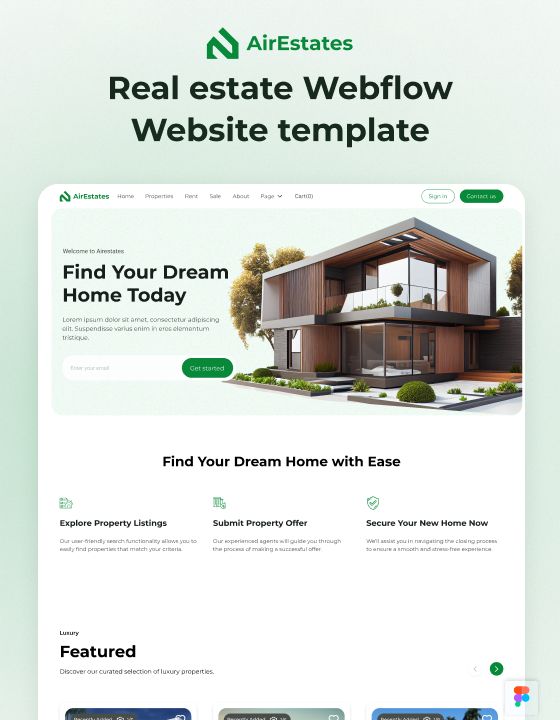 AirEstates
Real estate Webflow
Website template
AirEstates Home Properties Rent Sale About Page Cart(0) Sign in Contact us
Welcome to Airestates
Find Your Dream
Home Today
Lorem ipsum dolor sit amet, consectetur adipiscing
elit. Suspendisse varius enim in eros elementum
tristique.
Enter your email Get started
Find Your Dream Home with Ease
Explore Property Listings
Our user-friendly search functionality allows you to
easily find properties that match your criteria.
Submit Property Offer
Our experienced agents will guide you through
the process of making a successful offer.
Secure Your New Home Now
We'll assist you in navigating the closing process
to ensure a smooth and stress-free experience
Luxury
Featured
Discover our curated selection of luxury properties.
Recently Added
Recently Added
Recently Added